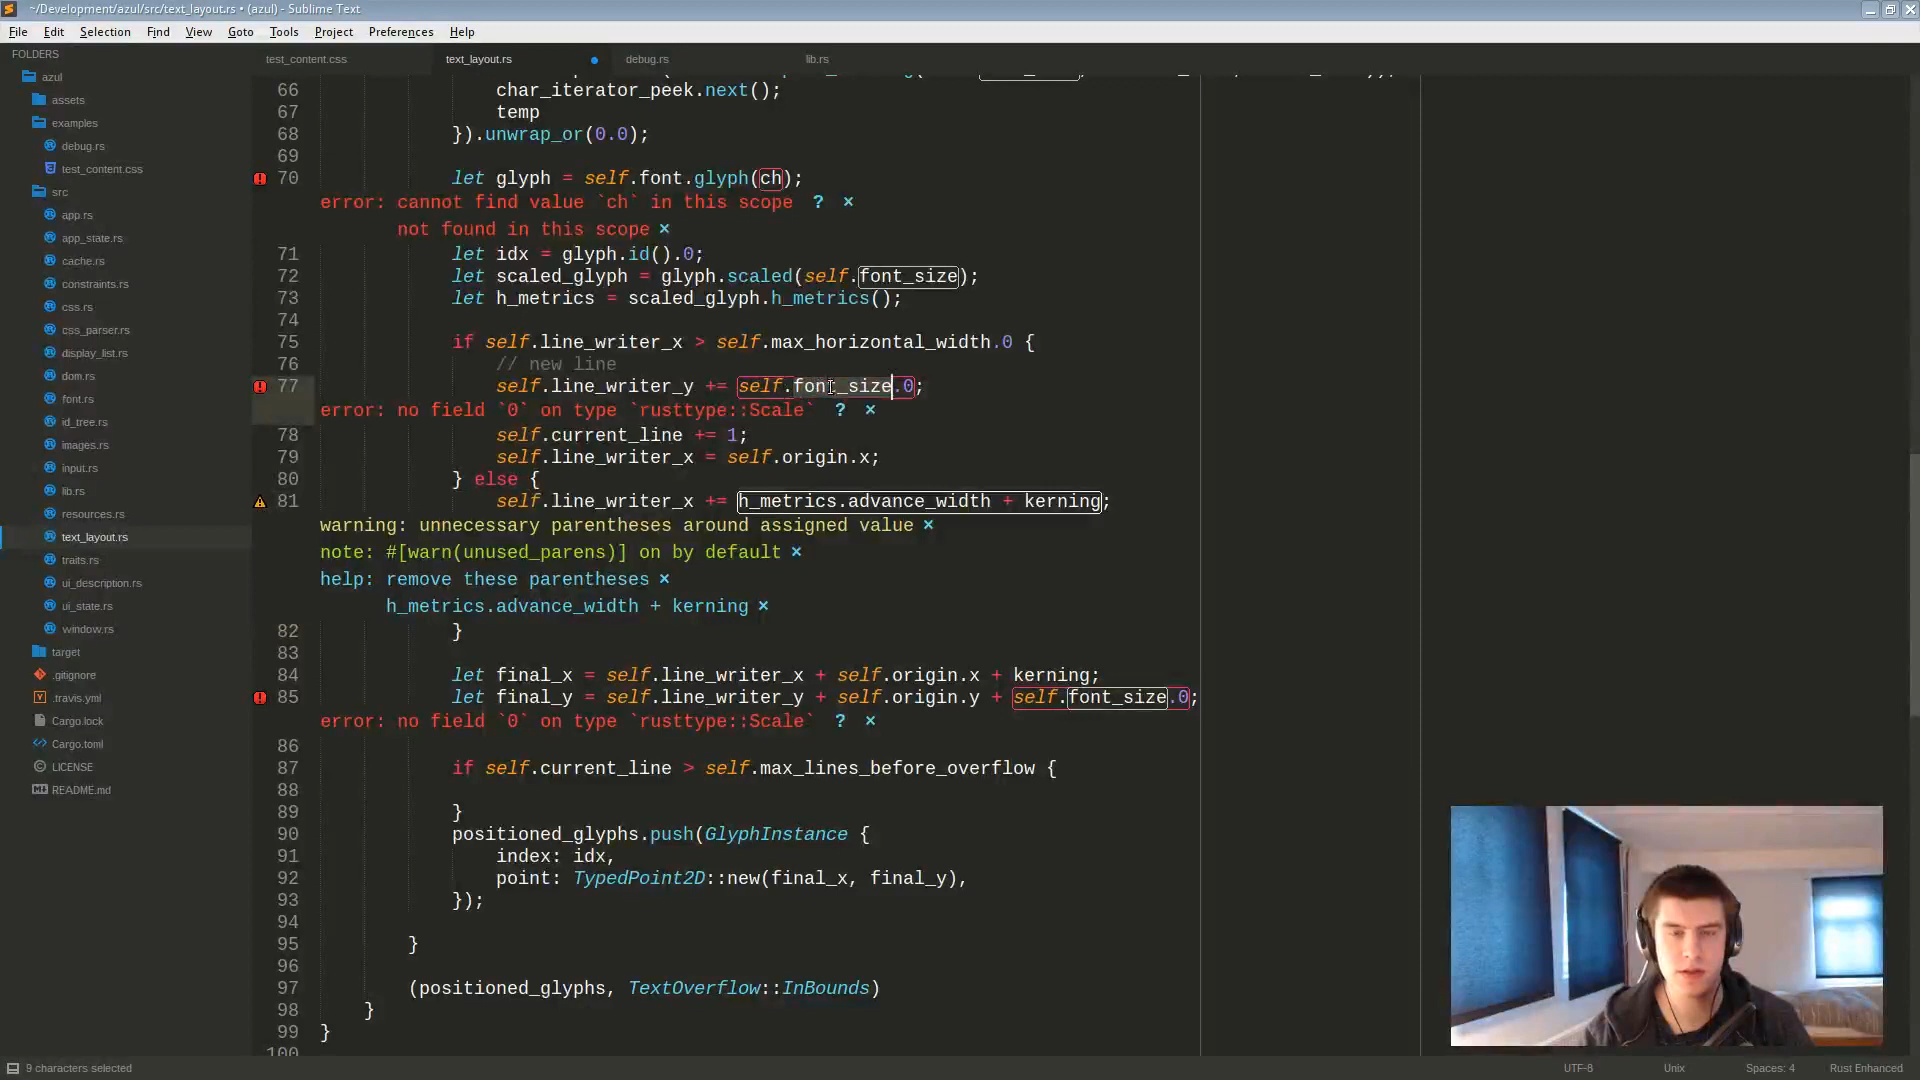 ~/Development/azul/src/text_layout.rs • (azul) - Sublime Text
File Edit Selection Find View Goto Tools Project Preferences Help
FOLDERS
azul
assets
examples
debug.rs
test_content.css
src
app.rs
app_state.rs
cache.rs
constraints.rs
css.rs
css_parser.rs
display_list.rs
dom.rs
font.rs
id_tree.rs
images.rs
input.rs
lib.rs
resources.rs
text_layout.rs
traits.rs
ui_description.rs
ui_state.rs
window.rs
target
.gitignore
.travis.yml
Cargo.lock
Cargo.toml
LICENSE
README.md
test_content.css text_layout.rs debug.rs lib.rs
66 char_iterator_peek.next();
67 temp
68 }).unwrap_or(0.0);
69
70 let glyph = self.font.glyph(ch);
error: cannot find value `ch` in this scope ? ×
not found in this scope ×
71 let idx = glyph.id().0;
72 let scaled_glyph = glyph.scaled(self.font_size);
73 let h_metrics = scaled_glyph.h_metrics();
74
75 if self.line_writer_x > self.max_horizontal_width.0 {
76 // new line
77 self.line_writer_y += self.font_size.0;
error: no field `0` on type `rusttype::Scale` ? ×
78 self.current_line += 1;
79 self.line_writer_x = self.origin.x;
80 } else {
81 self.line_writer_x += h_metrics.advance_width + kerning;
warning: unnecessary parentheses around assigned value ×
note: #[warn(unused_parens)] on by default ×
help: remove these parentheses ×
h_metrics.advance_width + kerning ×
82 }
83
84 let final_x = self.line_writer_x + self.origin.x + kerning;
85 let final_y = self.line_writer_y + self.origin.y + self.font_size.0;
error: no field `0` on type `rusttype::Scale` ? ×
86
87 if self.current_line > self.max_lines_before_overflow {
88
89 }
90 positioned_glyphs.push(GlyphInstance {
91 index: idx,
92 point: TypedPoint2D::new(final_x, final_y),
93 });
94
95 }
96
97 (positioned_glyphs, TextOverflow::InBounds)
98 }
99 }
100
9 characters selected
UTF-8 Unix Spaces: 4 Rust Enhanced